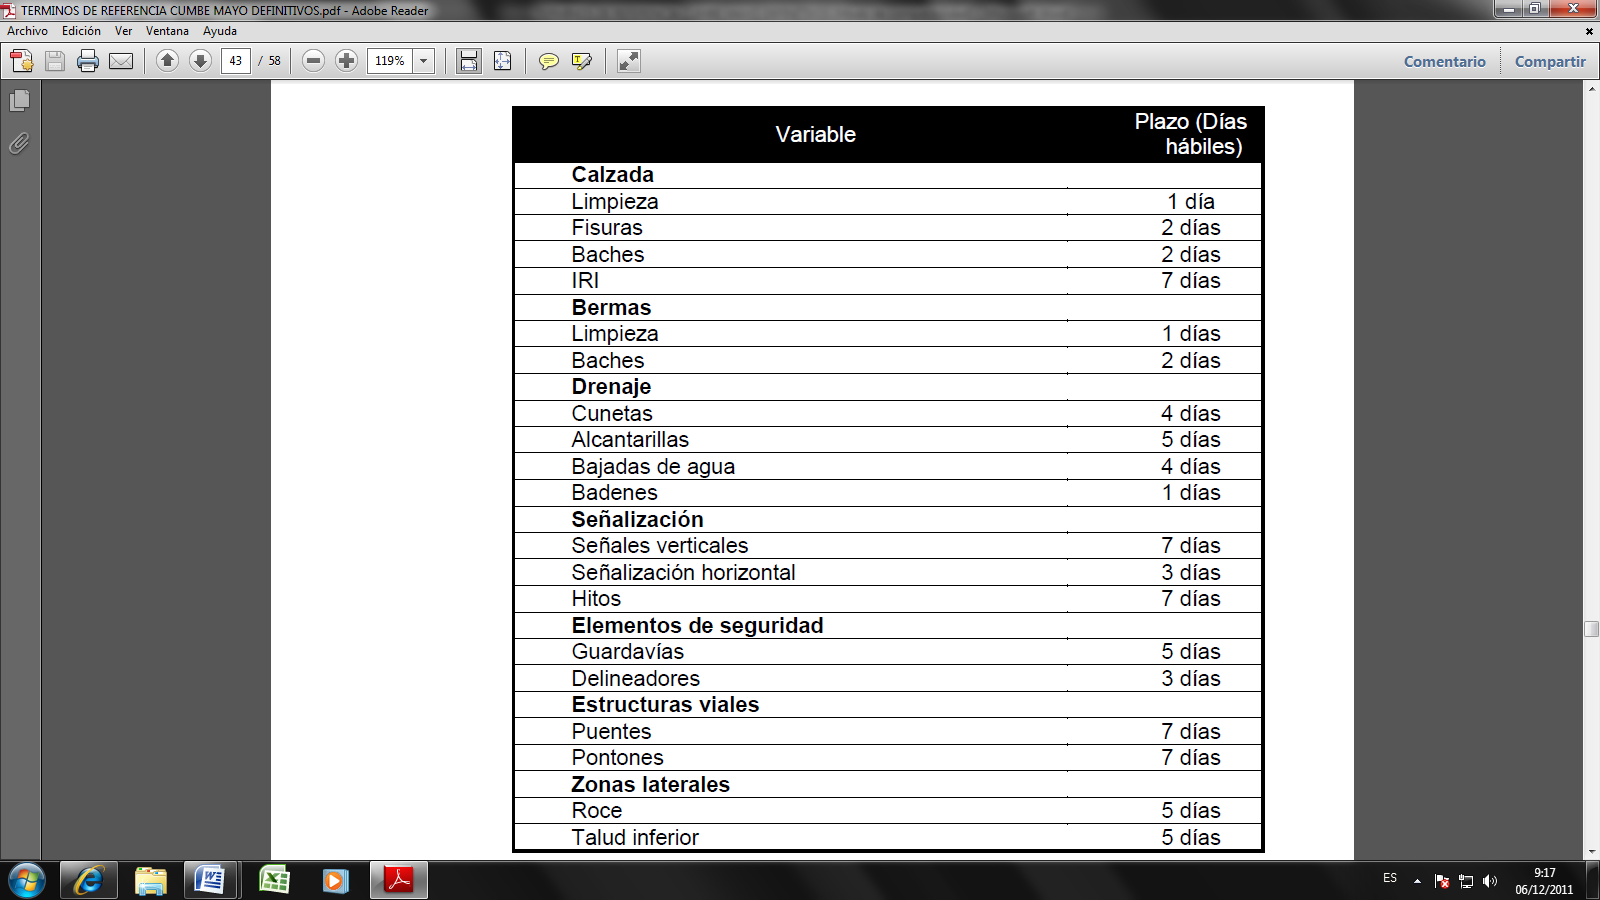 TERMINOS DE REFERENCIA CUMBE MAYO DEFINITIVOS.pdf - Adobe Reader
Archivo Edición Ver Ventana Ayuda
43 / 58 119% Comentario Compartir
Variable Plazo (Días hábiles)
Calzada
Limpieza 1 día
Fisuras 2 días
Baches 2 días
IRI 7 días
Bermas
Limpieza 1 días
Baches 2 días
Drenaje
Cunetas 4 días
Alcantarillas 5 días
Bajadas de agua 4 días
Badenes 1 días
Señalización
Señales verticales 7 días
Señalización horizontal 3 días
Hitos 7 días
Elementos de seguridad
Guardavías 5 días
Delineadores 3 días
Estructuras viales
Puentes 7 días
Pontones 7 días
Zonas laterales
Roce 5 días
Talud inferior 5 días
ES 9:17
06/12/2011